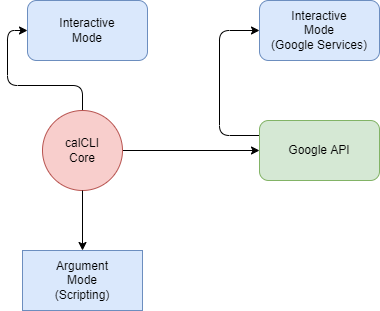 Interactive
Mode
Interactive
Mode
(Google Services)
calCLI
Core
Google API
Argument
Mode
(Scripting)